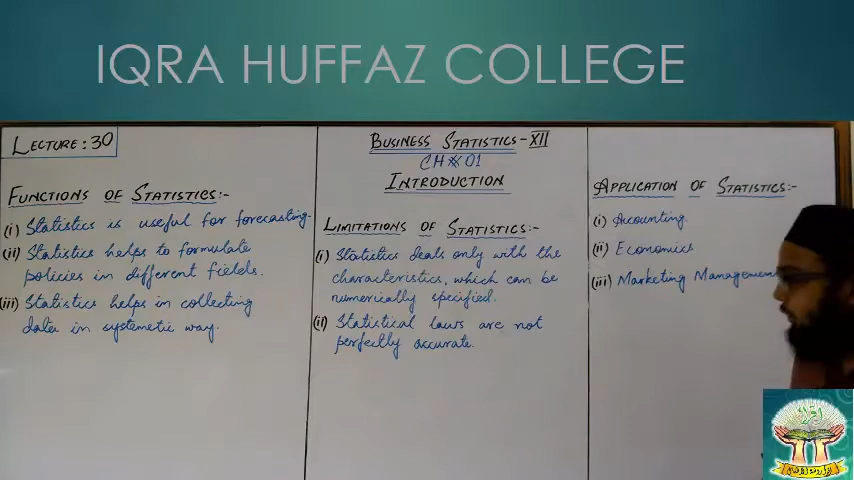 IQRA HUFFAZ COLLEGE
LECTURE: 30
FUNCTIONS OF STATISTICS:-
(i) Statistics is useful for forecasting.
(ii) Statistics helps to formulate
policies in different fields.
(iii) Statistics helps in collecting
data in systemetic way.
BUSINESS STATISTICS-XII
CH# 01
INTRODUCTION
LIMITATIONS OF STATISTICS:-
(i) Statistics deals only with the
characteristics, which can be
numerically specified.
(ii) Statistical laws are not
perfectly accurate.
APPLICATION OF STATISTICS:-
(i) Accounting.
(ii) Economics
(iii) Marketing Management
اقرأ